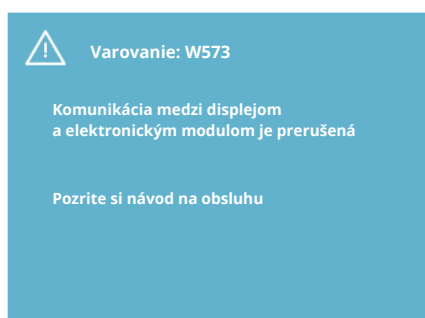 Varovanie: W573
Komunikácia medzi displejom
a elektronickým modulom je prerušená
Pozrite si návod na obsluhu